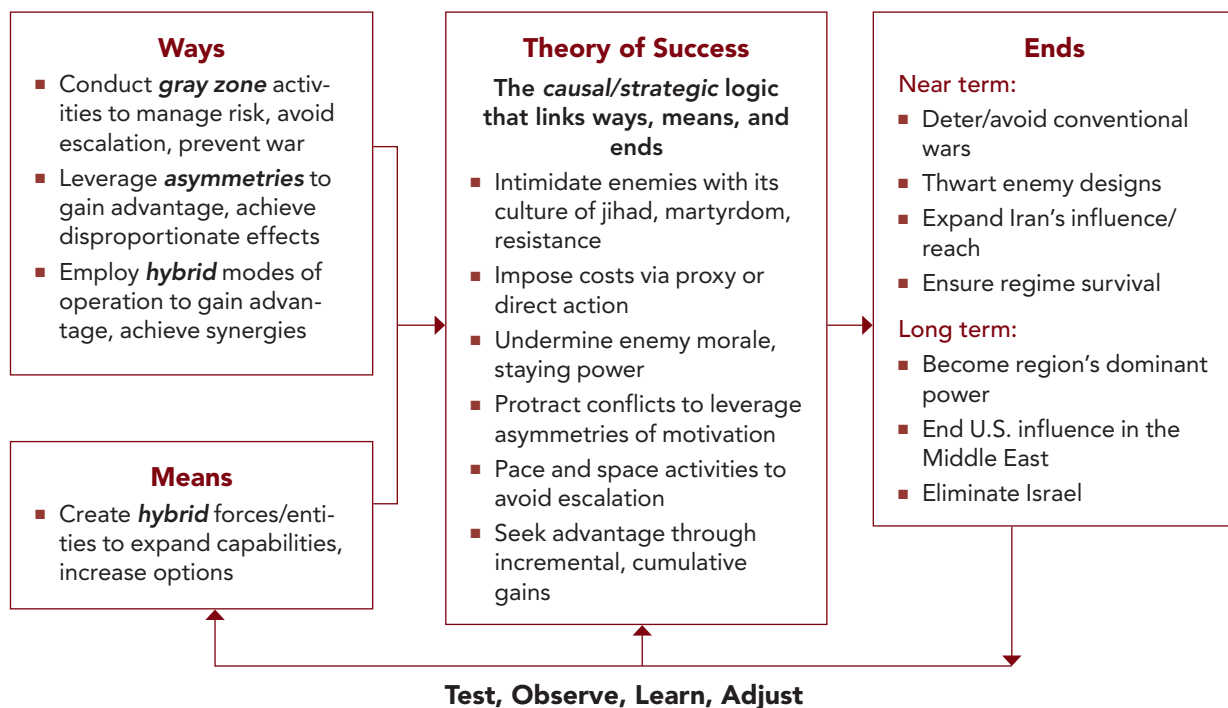 Ways
■ Conduct gray zone activ-
ities to manage risk, avoid
escalation, prevent war
■ Leverage asymmetries to
gain advantage, achieve
disproportionate effects
■ Employ hybrid modes of
operation to gain advan-
tage, achieve synergies
Means
■ Create hybrid forces/enti-
ties to expand capabilities,
increase options
Theory of Success
The causal/strategic logic
that links ways, means, and
ends
■ Intimidate enemies with its
culture of jihad, martyrdom,
resistance
■ Impose costs via proxy or
direct action
■ Undermine enemy morale,
staying power
■ Protract conflicts to leverage
asymmetries of motivation
■ Pace and space activities to
avoid escalation
■ Seek advantage through
incremental, cumulative
gains
Ends
Near term:
■ Deter/avoid conventional
wars
■ Thwart enemy designs
■ Expand Iran’s influence/
reach
■ Ensure regime survival
Long term:
■ Become region’s dominant
power
■ End U.S. influence in the
Middle East
■ Eliminate Israel
Test, Observe, Learn, Adjust